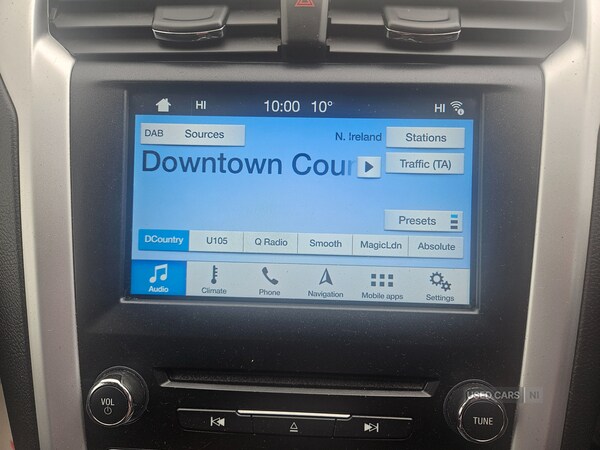 HI 10:00 10° HI
DAB Sources N. Ireland Stations
Downtown Cour
Traffic (TA)
Presets
DCountry U105 Q Radio Smooth MagicLdn Absolute
Audio Climate Phone Navigation Mobile apps Settings
VOL
TUNE
USED CARS NI